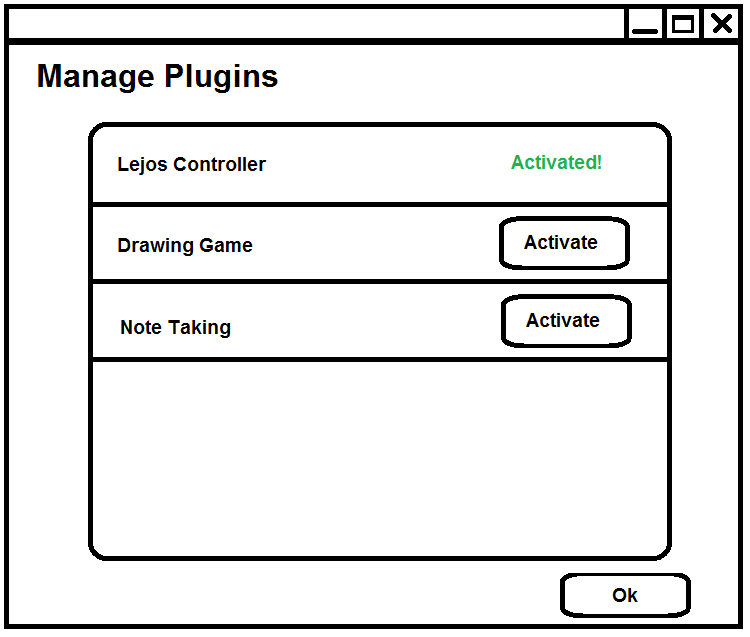 Manage Plugins
Lejos Controller Activated!
Drawing Game Activate
Note Taking Activate
Ok